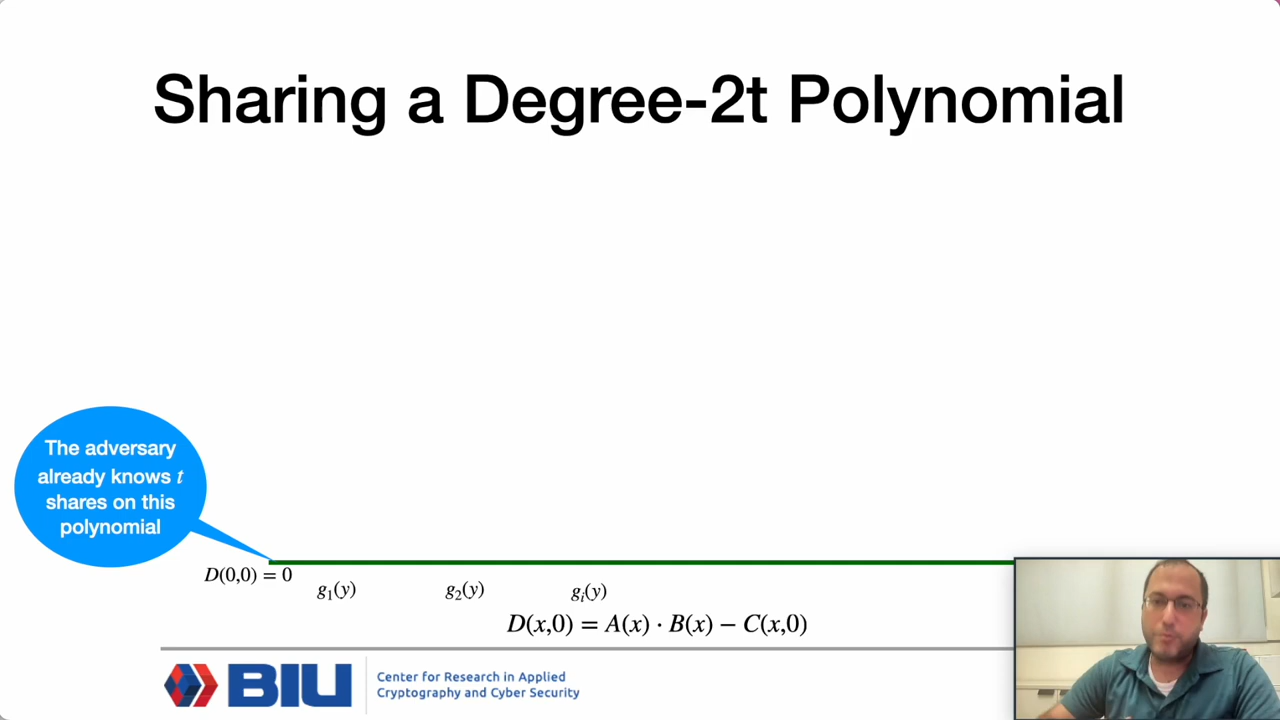 Sharing a Degree-2t Polynomial
The adversary
already knows t
shares on this
polynomial
D(0,0) = 0
g₁(y)
g₂(y)
gᵢ(y)
D(x,0) = A(x) · B(x) − C(x,0)
BIU
Center for Research in Applied
Cryptography and Cyber Security